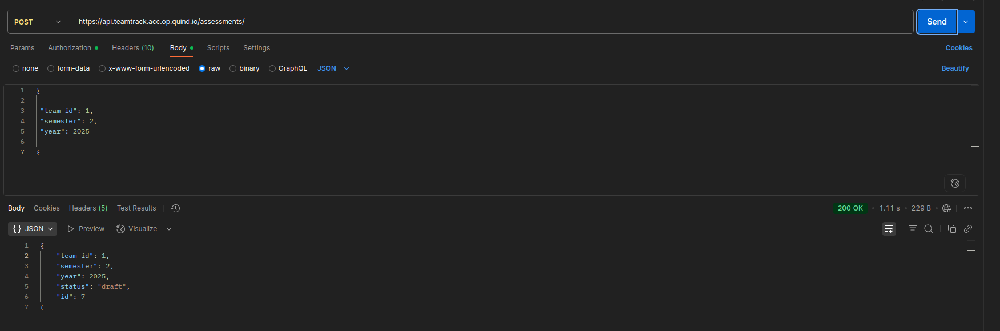 POST https://api.teamtrack.acc.op.quind.io/assessments/ Send
Params Authorization Headers (10) Body Scripts Settings Cookies
none form-data x-www-form-urlencoded raw binary GraphQL JSON Beautify
1 {
2
3 "team_id": 1,
4 "semester": 2,
5 "year": 2025
6
7 }
Body Cookies Headers (5) Test Results 200 OK • 1.11 s • 229 B
{} JSON Preview Visualize
1 {
2 "team_id": 1,
3 "semester": 2,
4 "year": 2025,
5 "status": "draft",
6 "id": 7
7 }